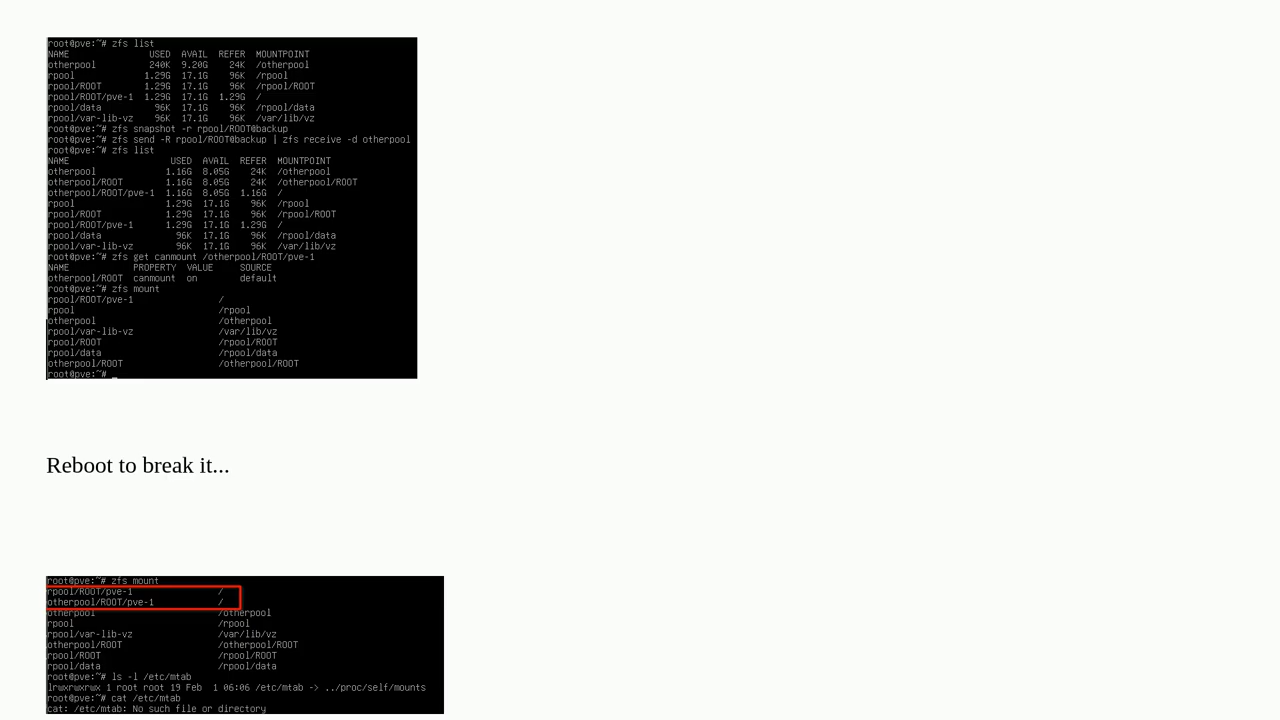 root@pve:~# zfs list
NAME USED AVAIL REFER MOUNTPOINT
otherpool 240K 9.20G 24K /otherpool
rpool 1.29G 17.1G 96K /rpool
rpool/ROOT 1.29G 17.1G 96K /rpool/ROOT
rpool/ROOT/pve-1 1.29G 17.1G 1.29G /
rpool/data 96K 17.1G 96K /rpool/data
rpool/var-lib-vz 96K 17.1G 96K /var/lib/vz
root@pve:~# zfs snapshot -r rpool/ROOT@backup
root@pve:~# zfs send -R rpool/ROOT@backup | zfs receive -d otherpool
root@pve:~# zfs list
NAME USED AVAIL REFER MOUNTPOINT
otherpool 1.16G 8.05G 24K /otherpool
otherpool/ROOT 1.16G 8.05G 24K /otherpool/ROOT
otherpool/ROOT/pve-1 1.16G 8.05G 1.16G /
rpool 1.29G 17.1G 96K /rpool
rpool/ROOT 1.29G 17.1G 96K /rpool/ROOT
rpool/ROOT/pve-1 1.29G 17.1G 1.29G /
rpool/data 96K 17.1G 96K /rpool/data
rpool/var-lib-vz 96K 17.1G 96K /var/lib/vz
root@pve:~# zfs get canmount /otherpool/ROOT/pve-1
NAME PROPERTY VALUE SOURCE
otherpool/ROOT canmount on default
root@pve:~# zfs mount
rpool/ROOT/pve-1 /
rpool /rpool
otherpool /otherpool
rpool/var-lib-vz /var/lib/vz
rpool/ROOT /rpool/ROOT
rpool/data /rpool/data
otherpool/ROOT /otherpool/ROOT
root@pve:~# _
Reboot to break it...
root@pve:~# zfs mount
rpool/ROOT/pve-1 /
otherpool/ROOT/pve-1 /
otherpool /otherpool
rpool /rpool
rpool/var-lib-vz /var/lib/vz
otherpool/ROOT /otherpool/ROOT
rpool/ROOT /rpool/ROOT
rpool/data /rpool/data
root@pve:~# ls -l /etc/mtab
lrwxrwxrwx 1 root root 19 Feb 1 06:06 /etc/mtab -> ../proc/self/mounts
root@pve:~# cat /etc/mtab
cat: /etc/mtab: No such file or directory